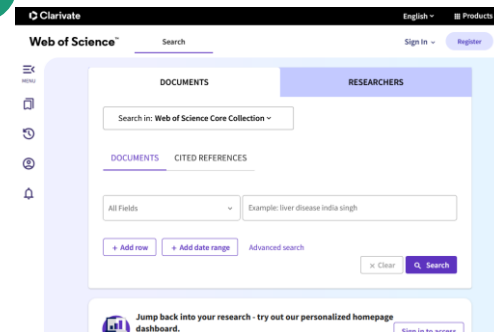 Clarivate
English
Products
Web of Science™
Search
Sign In
Register
MENU
DOCUMENTS
RESEARCHERS
Search in: Web of Science Core Collection
DOCUMENTS
CITED REFERENCES
All Fields
Example: liver disease india singh
+ Add row
+ Add date range
Advanced search
× Clear
Search
Jump back into your research - try out our personalized homepage
dashboard.
Sign in to access